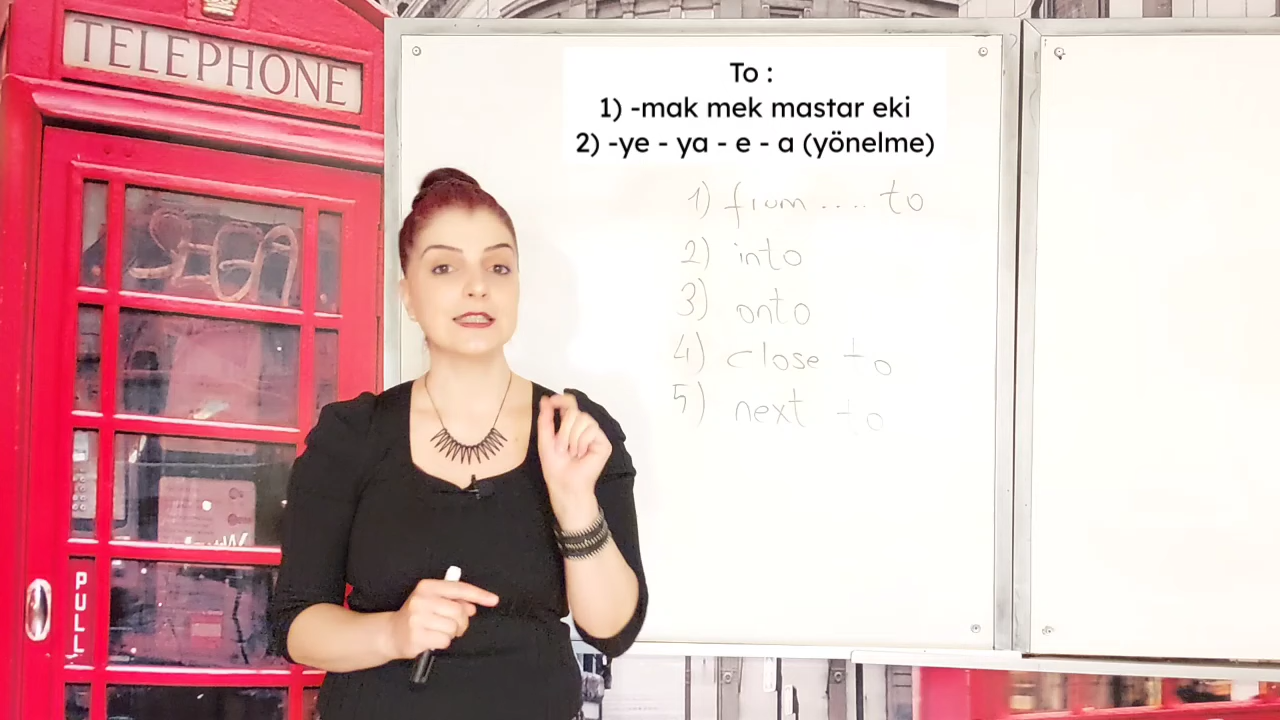 TELEPHONE
SEGA
PULL
To :
1) -mak mek mastar eki
2) -ye - ya - e - a (yönelme)
1) from .... to
2) into
3) onto
4) close to
5) next to